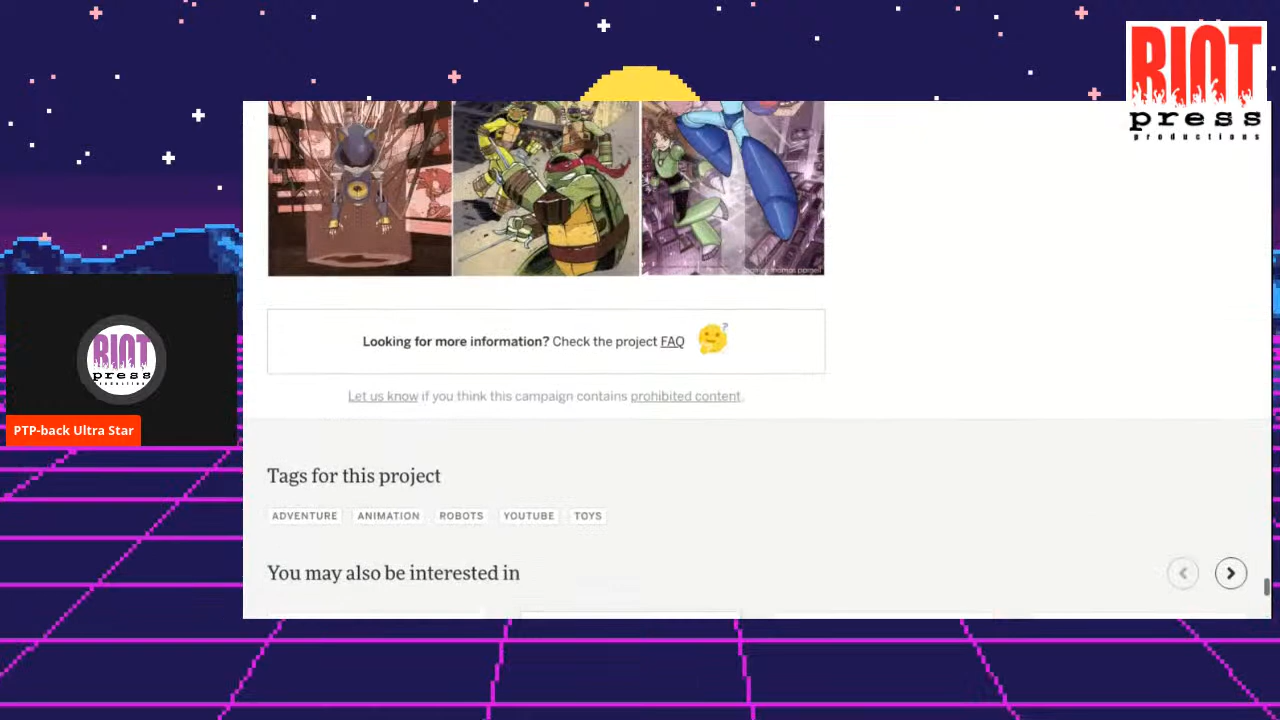 RIOT
press
productions
Looking for more information? Check the project FAQ
Let us know if you think this campaign contains prohibited content.
RIOT
press
productions
PTP-back Ultra Star
Tags for this project
ADVENTURE ANIMATION ROBOTS YOUTUBE TOYS
You may also be interested in